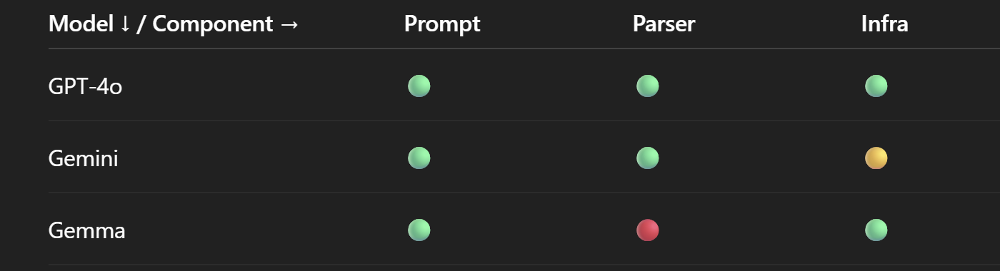 Model ↓ / Component → Prompt Parser Infra
GPT-4o 🟢 🟢 🟢
Gemini 🟢 🟢 🟡
Gemma 🟢 🔴 🟢